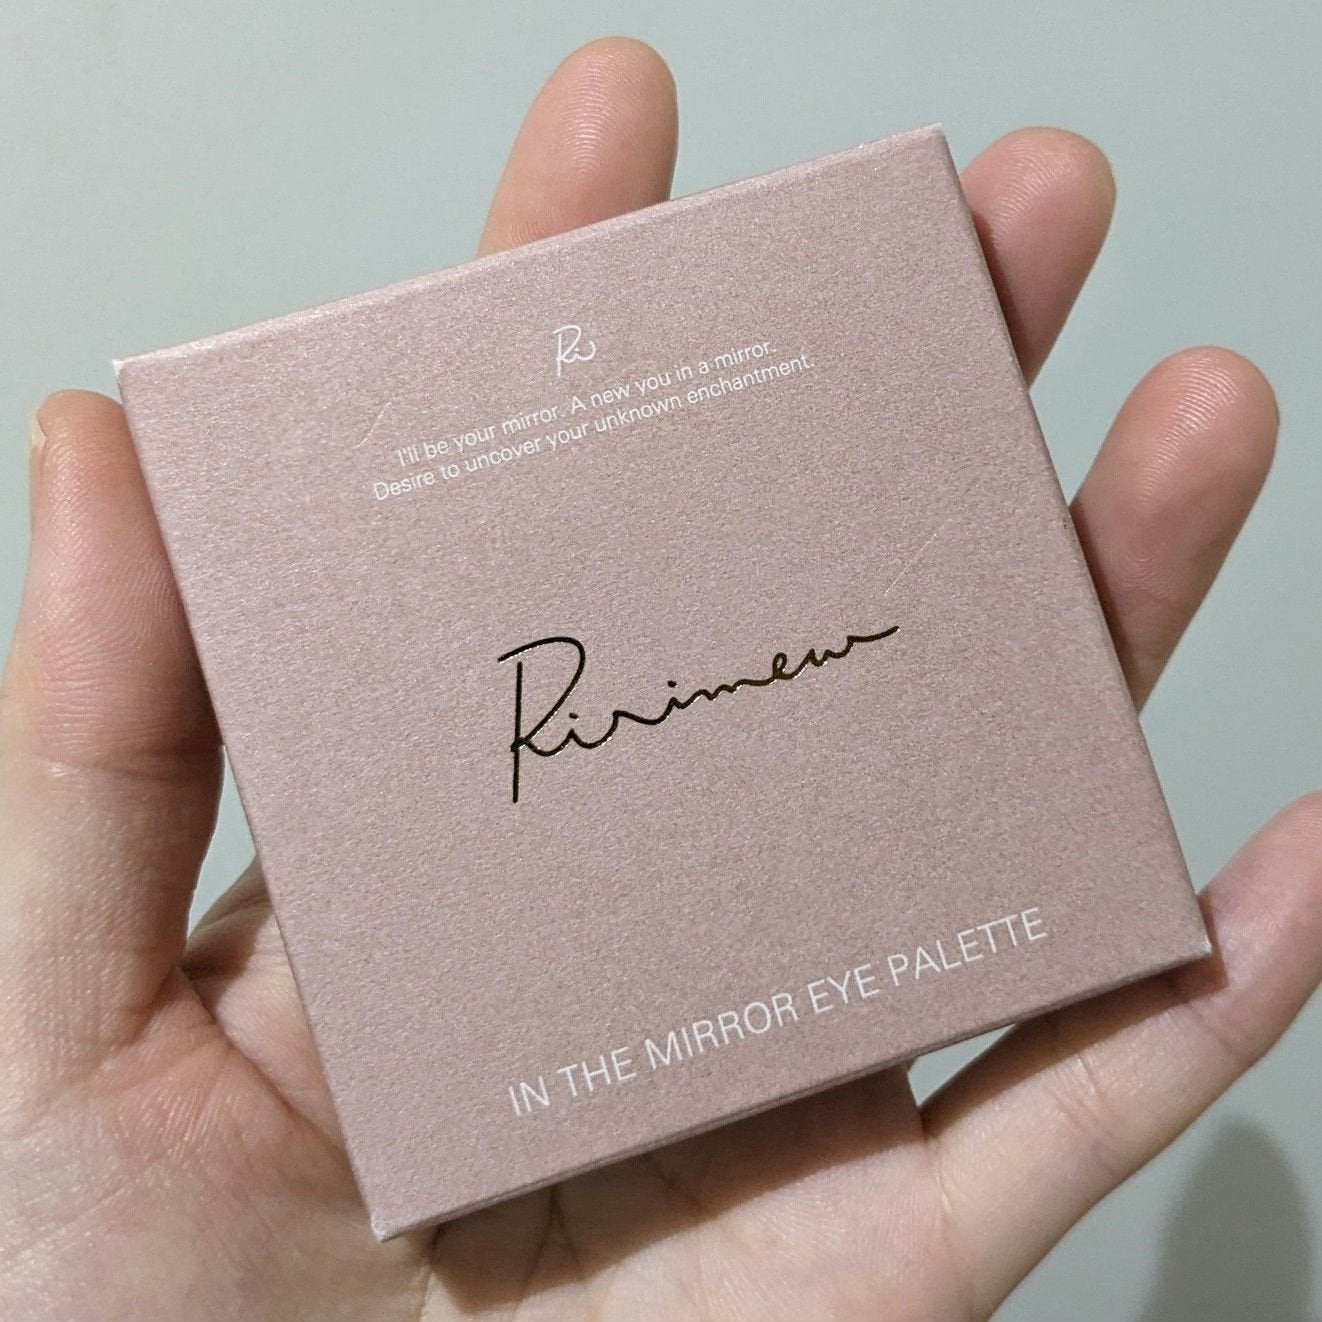 Ri
I'll be your mirror. A new you in a mirror.
Desire to uncover your unknown enchantment.
Ririmew
IN THE MIRROR EYE PALETTE